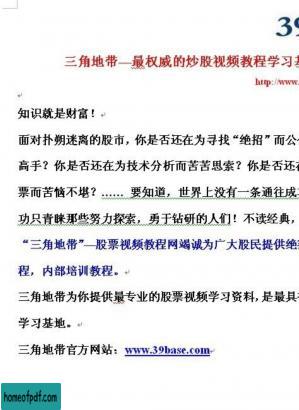 39
三角地带—最权威的炒股视频教程学习基
http://www.
知识就是财富！
面对扑朔迷离的股市，你是否还在为寻找“绝招”而公
高手？你是否还在为技术分析而苦苦思索？你是否还在
票而苦恼不堪？……要知道，世界上没有一条通往成
功只青睐那些努力探索，勇于钻研的人们！不读经典，
“三角地带”—股票视频教程网竭诚为广大股民提供绝
程，内部培训教程。
三角地带为你提供最专业的股票视频学习资料，是最具
学习基地。
三角地带官方网站：www.39base.com
homeofpdf.com